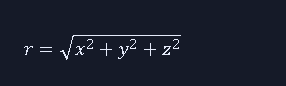 r = √(x² + y² + z²)